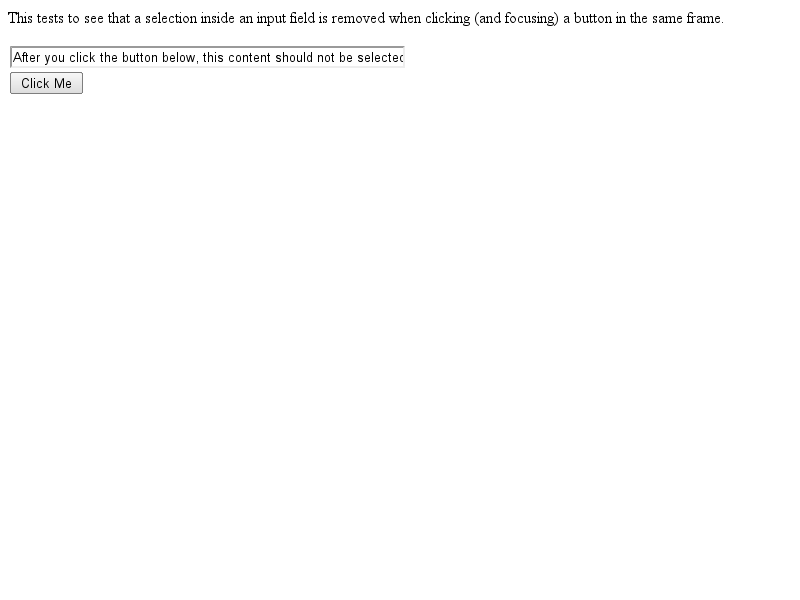 This tests to see that a selection inside an input field is removed when clicking (and focusing) a button in the same frame.
After you click the button below, this content should not be selected
Click Me